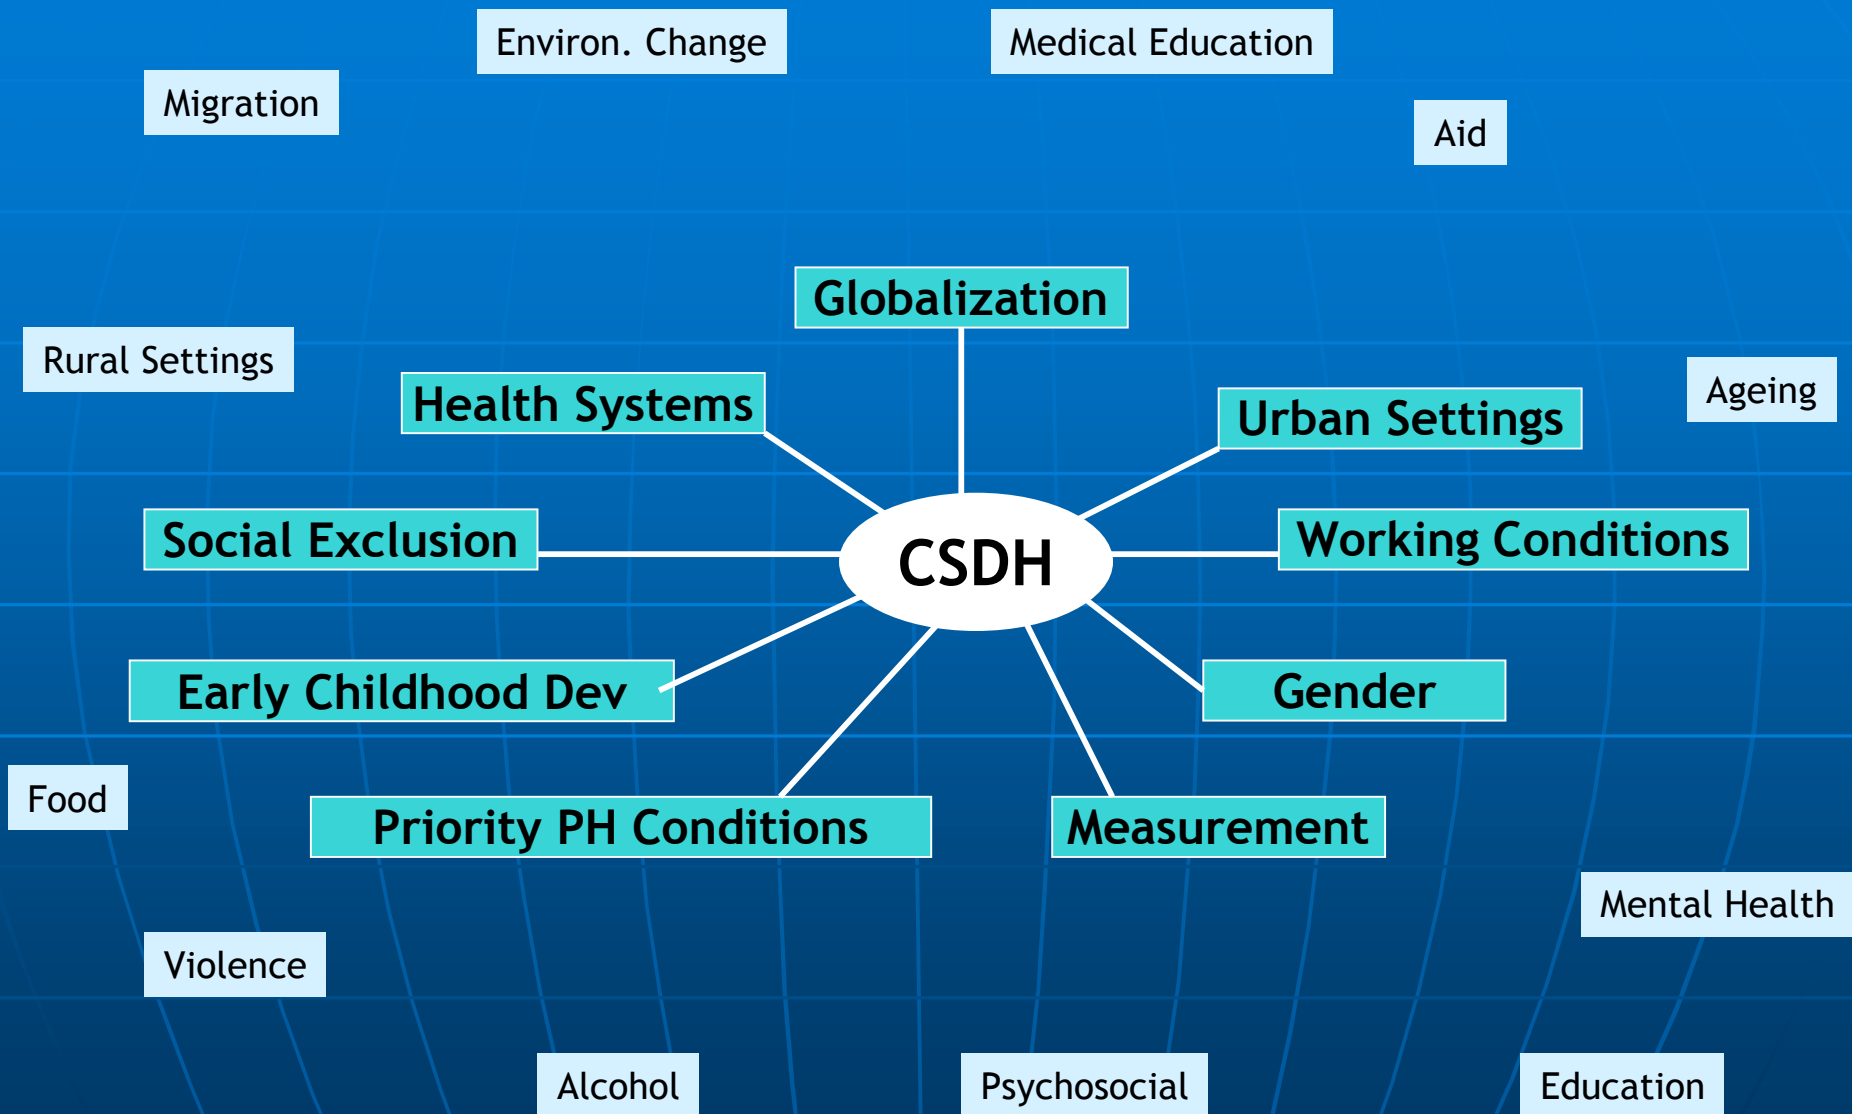 Environ. Change
Medical Education
Migration
Aid
Globalization
Rural Settings
Health Systems
Urban Settings
Ageing
Social Exclusion
CSDH
Working Conditions
Early Childhood Dev
Gender
Food
Priority PH Conditions
Measurement
Mental Health
Violence
Alcohol
Psychosocial
Education